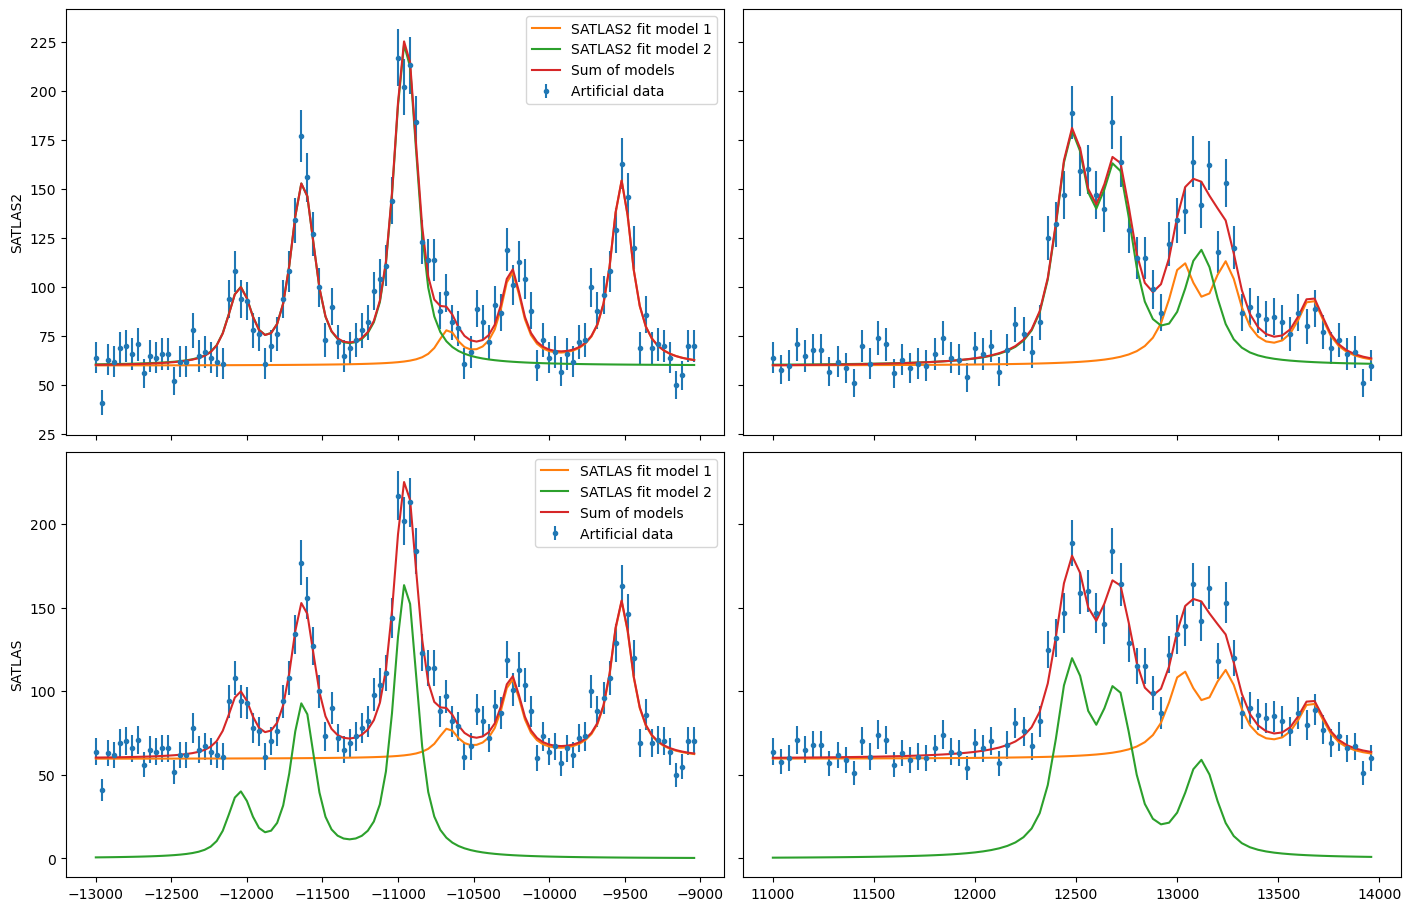 SATLAS2 fit model 1
SATLAS2 fit model 2
Sum of models
Artificial data
225
200
175
150
125
100
75
50
25
SATLAS2
SATLAS fit model 1
SATLAS fit model 2
Sum of models
Artificial data
200
150
100
50
0
SATLAS
−13000 −12500 −12000 −11500 −11000 −10500 −10000 −9500 −9000
11000 11500 12000 12500 13000 13500 14000